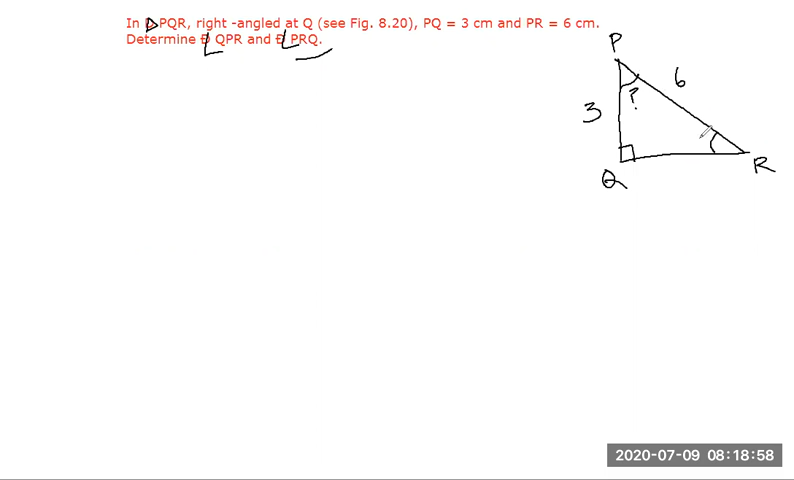 In Δ PQR, right -angled at Q (see Fig. 8.20), PQ = 3 cm and PR = 6 cm.
Determine ∠ QPR and ∠ PRQ.
P
6
?
3
Q
R
2020-07-09 08:18:58